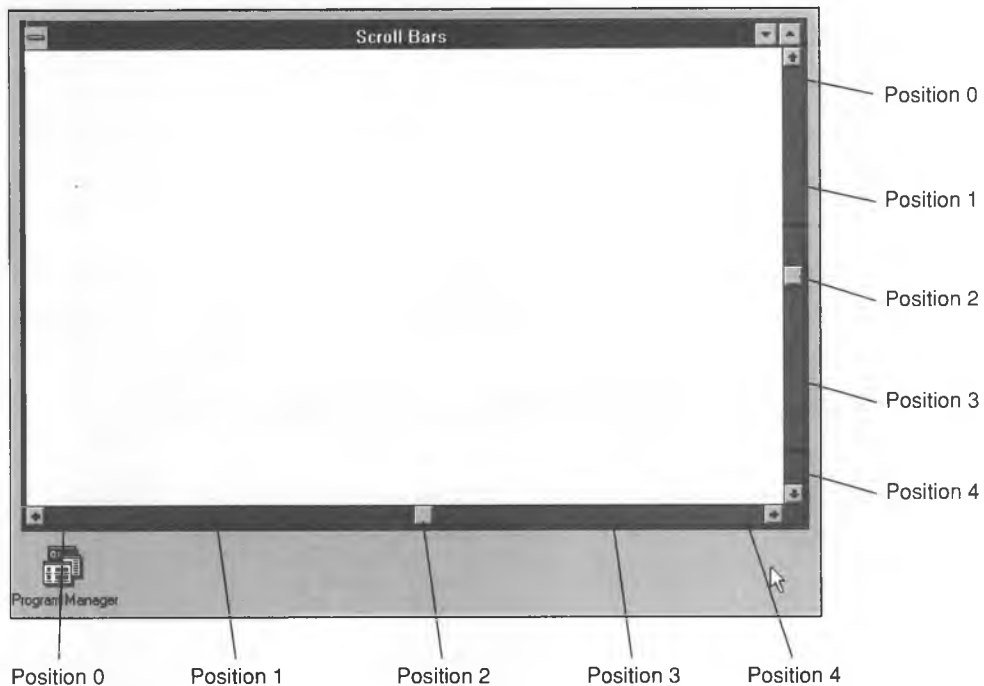 Scroll Bars
Position 0
Position 1
Position 2
Position 3
Position 4
Program Manager
Position 0 Position 1 Position 2 Position 3 Position 4